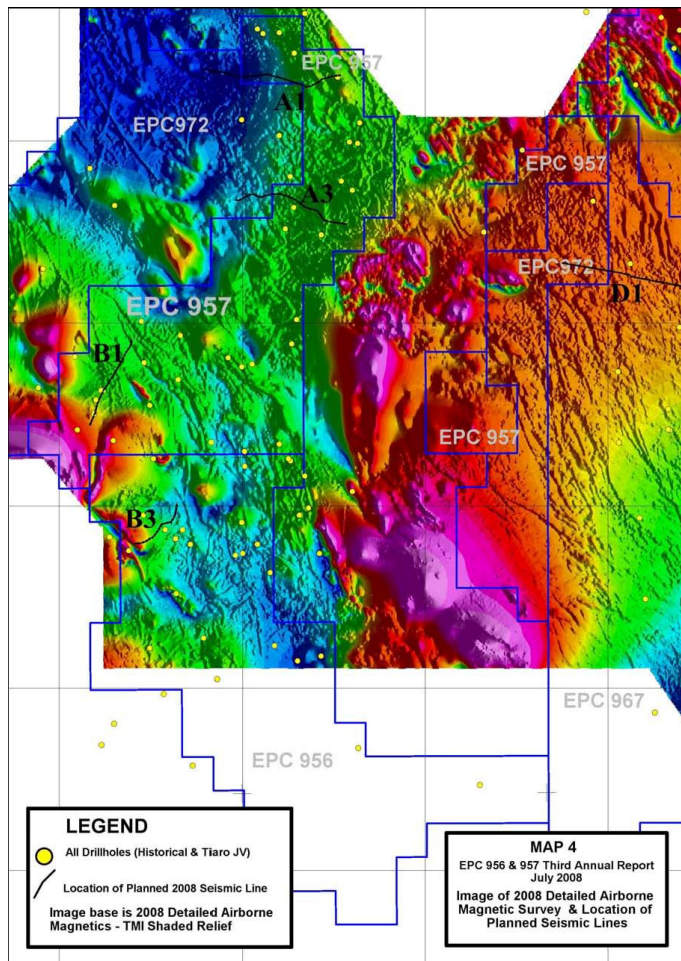 EPC 957
A1
EPC972
EPC 957
A3
EPC972
D1
EPC 957
B1
EPC 957
B3
EPC 967
EPC 956
LEGEND
All Drillholes (Historical & Tiaro JV)
Location of Planned 2008 Seismic Line
Image base is 2008 Detailed Airborne
Magnetics - TMI Shaded Relief
MAP 4
EPC 956 & 957 Third Annual Report
July 2008
Image of 2008 Detailed Airborne
Magnetic Survey & Location of
Planned Seismic Lines